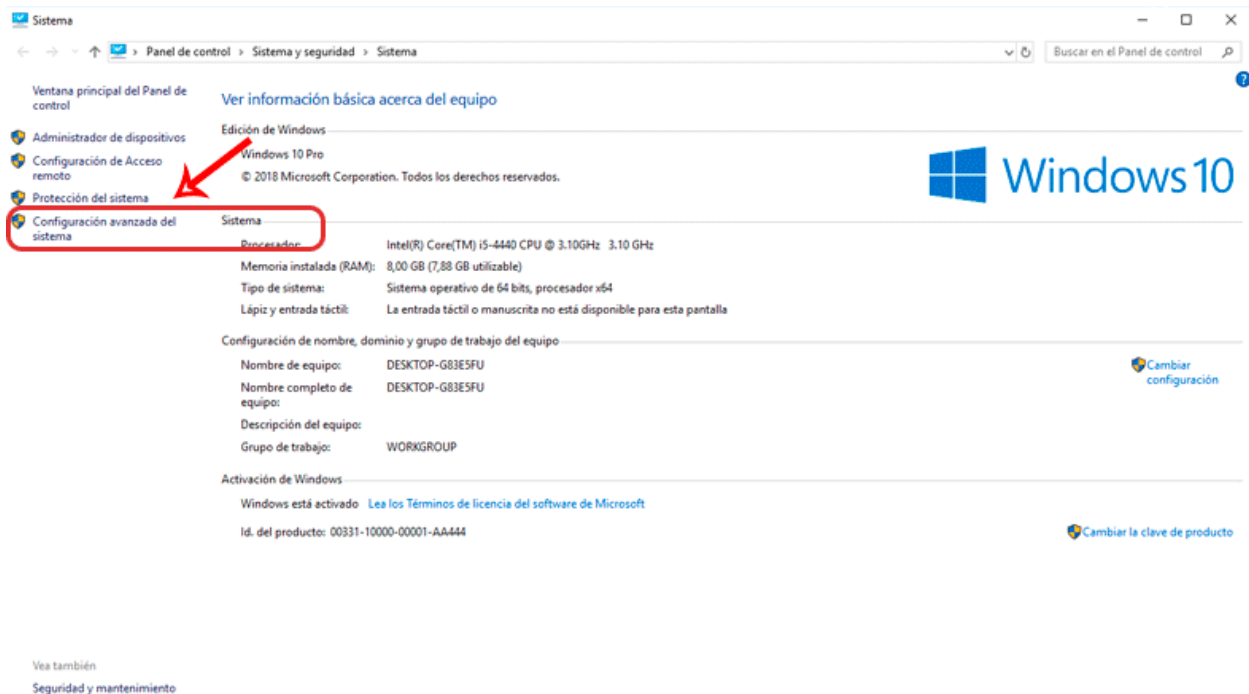 Sistema
Panel de control > Sistema y seguridad > Sistema
Buscar en el Panel de control
Ventana principal del Panel de
control
Administrador de dispositivos
Configuración de Acceso
remoto
Protección del sistema
Configuración avanzada del
sistema
Ver información básica acerca del equipo
Edición de Windows
Windows 10 Pro
© 2018 Microsoft Corporation. Todos los derechos reservados.
Windows 10
Sistema
Procesador: Intel(R) Core(TM) i5-4440 CPU @ 3.10GHz 3.10 GHz
Memoria instalada (RAM): 8,00 GB (7,88 GB utilizable)
Tipo de sistema: Sistema operativo de 64 bits, procesador x64
Lápiz y entrada táctil: La entrada táctil o manuscrita no está disponible para esta pantalla
Configuración de nombre, dominio y grupo de trabajo del equipo
Nombre de equipo: DESKTOP-G83E5FU
Cambiar
configuración
Nombre completo de
equipo: DESKTOP-G83E5FU
Descripción del equipo:
Grupo de trabajo: WORKGROUP
Activación de Windows
Windows está activado Lea los Términos de licencia del software de Microsoft
Id. del producto: 00331-10000-00001-AA444
Cambiar la clave de producto
Vea también
Seguridad y mantenimiento